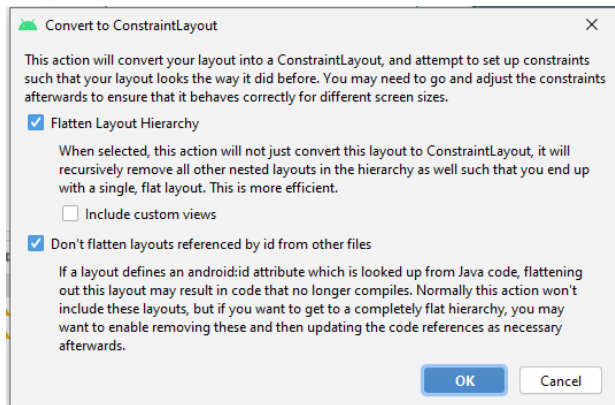 Convert to ConstraintLayout
This action will convert your layout into a ConstraintLayout, and attempt to set up constraints
such that your layout looks the way it did before. You may need to go and adjust the constraints
afterwards to ensure that it behaves correctly for different screen sizes.
Flatten Layout Hierarchy
When selected, this action will not just convert this layout to ConstraintLayout, it will
recursively remove all other nested layouts in the hierarchy as well such that you end up
with a single, flat layout. This is more efficient.
Include custom views
Don't flatten layouts referenced by id from other files
If a layout defines an android:id attribute which is looked up from Java code, flattening
out this layout may result in code that no longer compiles. Normally this action won't
include these layouts, but if you want to get to a completely flat hierarchy, you may
want to enable removing these and then updating the code references as necessary
afterwards.
OK Cancel